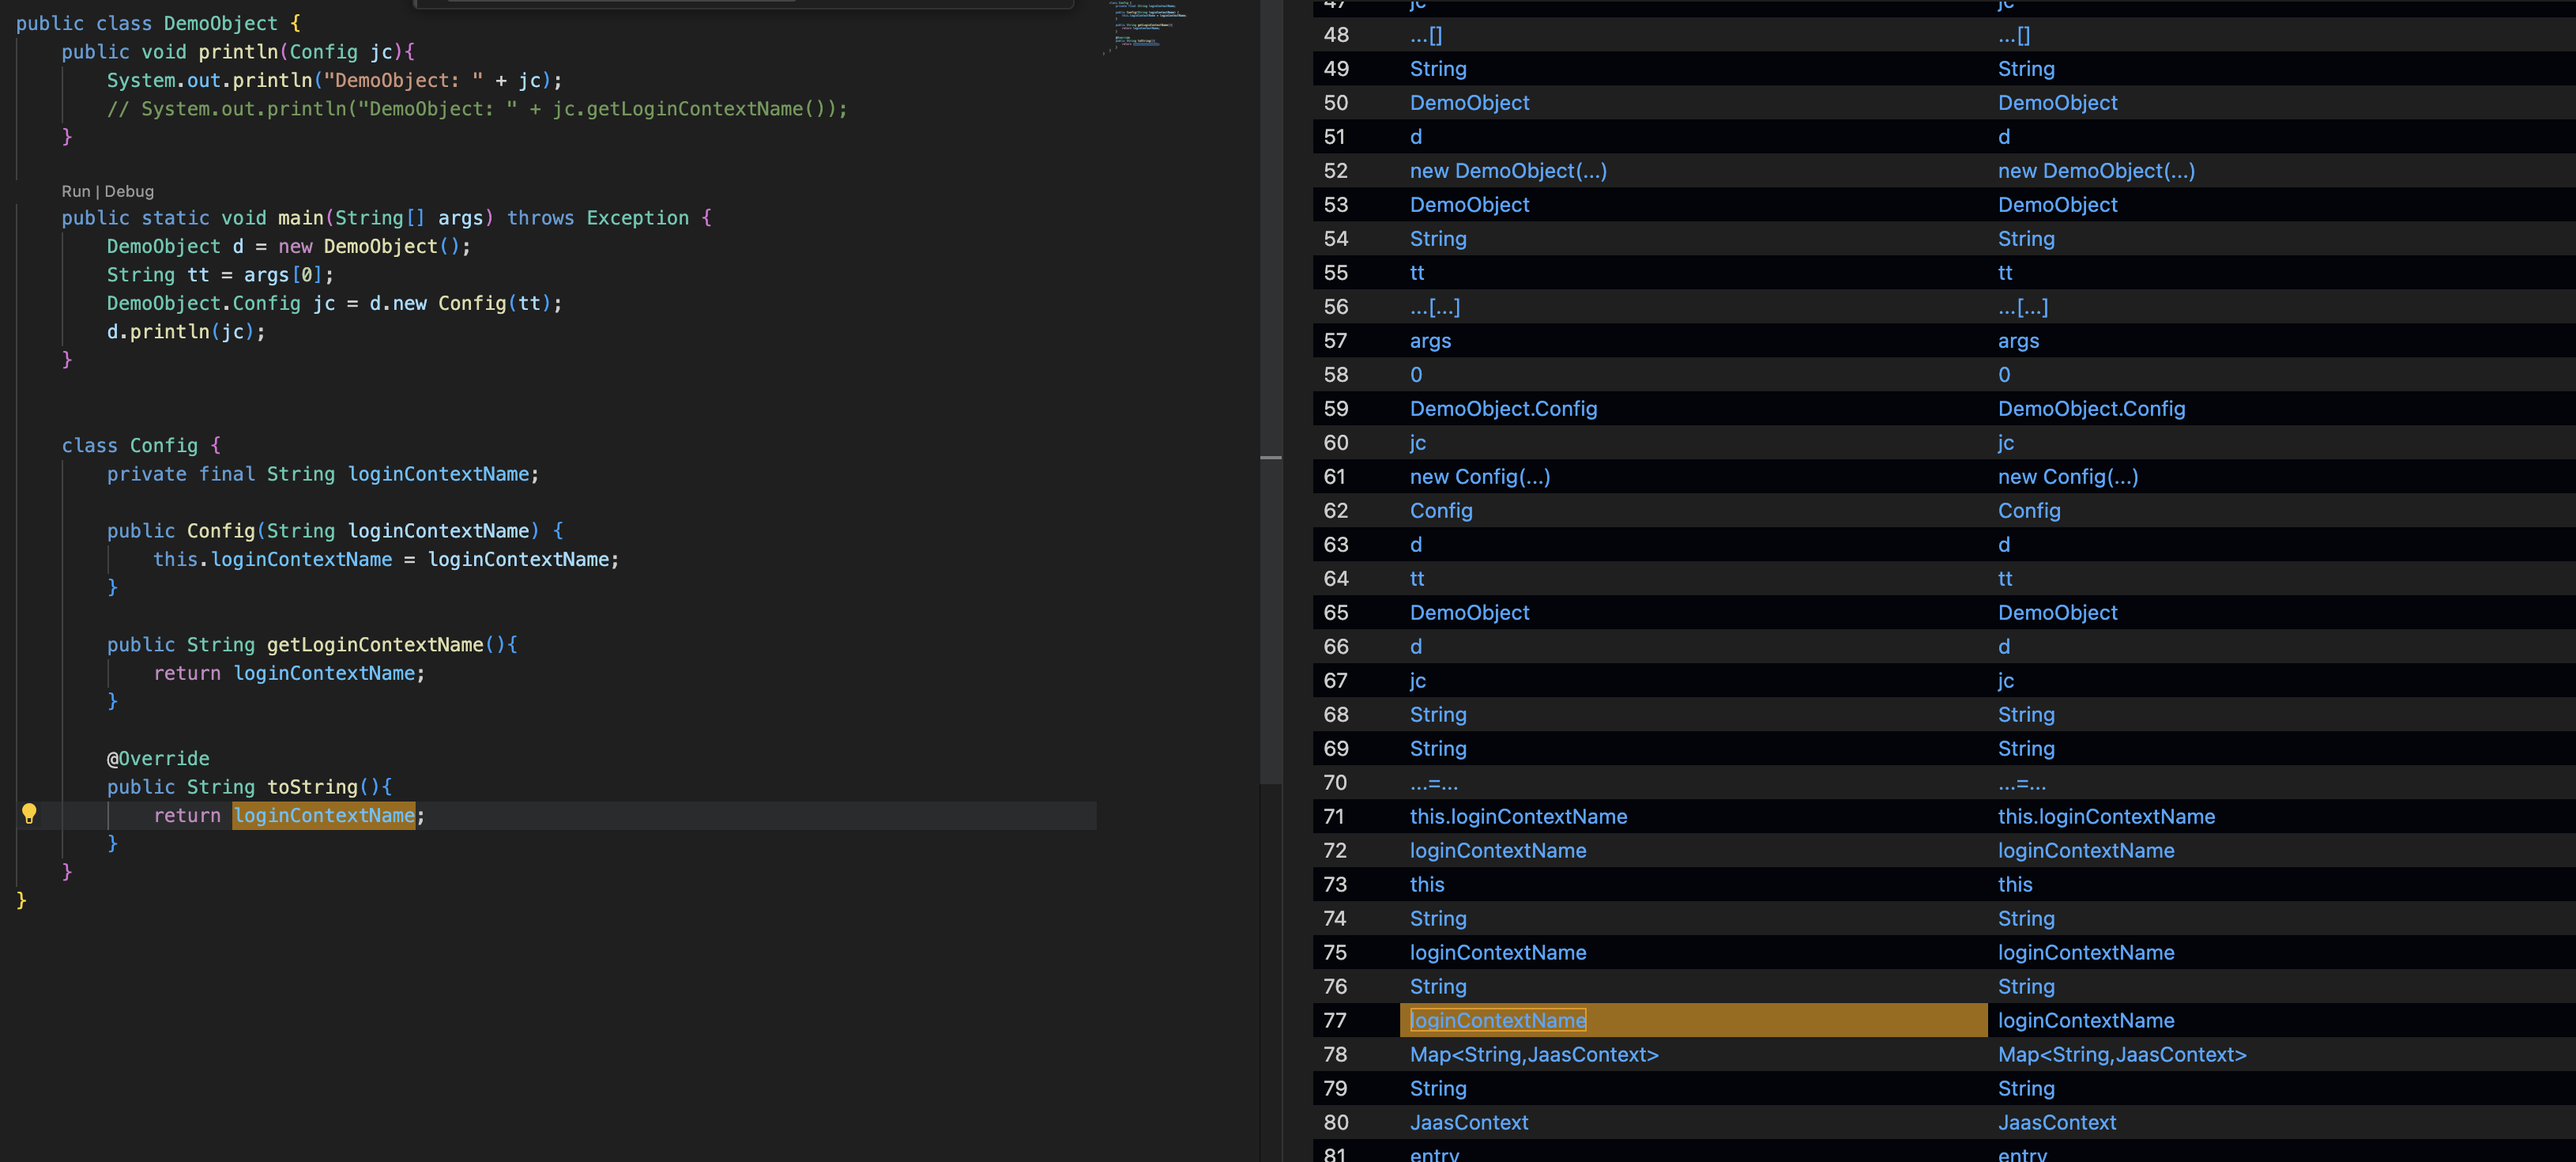 public class DemoObject {
public void println(Config jc){
System.out.println("DemoObject: " + jc);
// System.out.println("DemoObject: " + jc.getLoginContextName());
}
Run | Debug
public static void main(String[] args) throws Exception {
DemoObject d = new DemoObject();
String tt = args[0];
DemoObject.Config jc = d.new Config(tt);
d.println(jc);
}
class Config {
private final String loginContextName;
public Config(String loginContextName) {
this.loginContextName = loginContextName;
}
public String getLoginContextName(){
return loginContextName;
}
@Override
public String toString(){
return loginContextName;
}
}
}
47 jc jc
48 ...[] ...[]
49 String String
50 DemoObject DemoObject
51 d d
52 new DemoObject(...) new DemoObject(...)
53 DemoObject DemoObject
54 String String
55 tt tt
56 ...[...] ...[...]
57 args args
58 0 0
59 DemoObject.Config DemoObject.Config
60 jc jc
61 new Config(...) new Config(...)
62 Config Config
63 d d
64 tt tt
65 DemoObject DemoObject
66 d d
67 jc jc
68 String String
69 String String
70 ...=... ...=...
71 this.loginContextName this.loginContextName
72 loginContextName loginContextName
73 this this
74 String String
75 loginContextName loginContextName
76 String String
77 loginContextName loginContextName
78 Map<String,JaasContext> Map<String,JaasContext>
79 String String
80 JaasContext JaasContext
81 entry entry